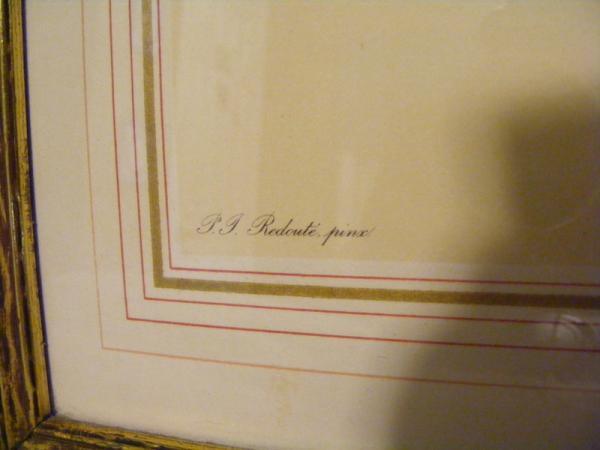 P. J. Redouté. pinx